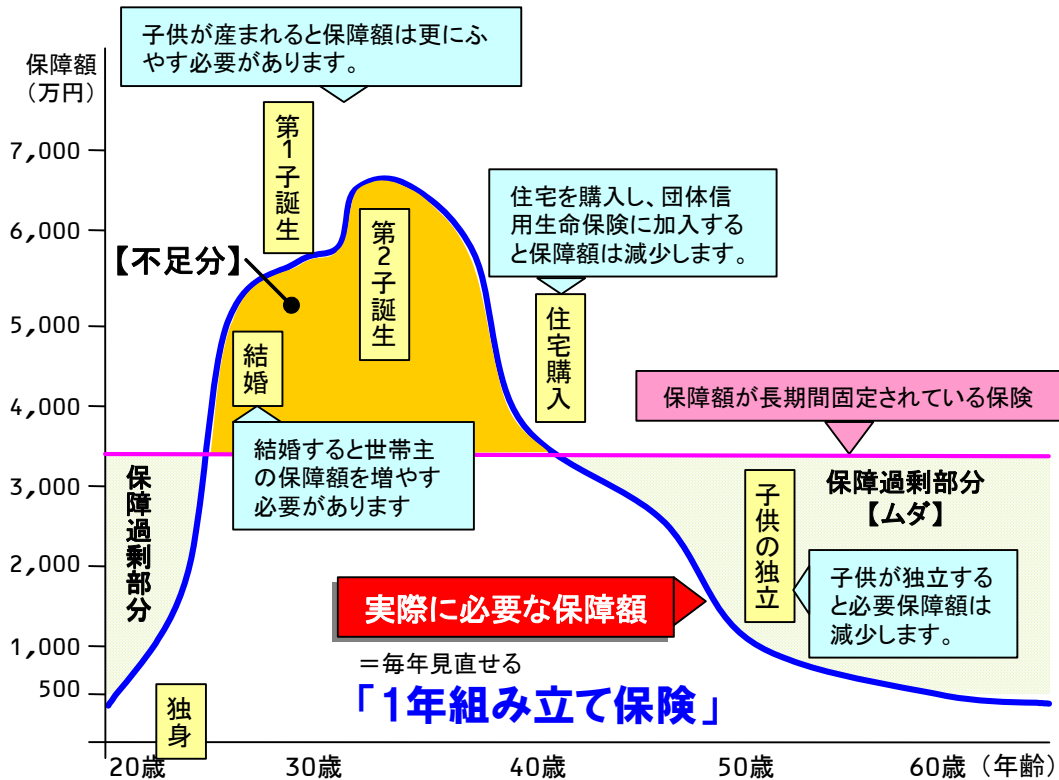 子供が産まれると保障額は更にふ
やす必要があります。
保障額
（万円）
7,000
6,000
5,000
4,000
3,000
2,000
1,000
500
第1子誕生
第2子誕生
【不足分】
結婚
結婚すると世帯主
の保障額を増やす
必要があります
住宅を購入し、団体信
用生命保険に加入する
と保障額は減少します。
住宅購入
保障額が長期間固定されている保険
保障過剰部分
保障過剰部分
【ムダ】
子供の独立
子供が独立する
と必要保障額は
減少します。
実際に必要な保障額
＝毎年見直せる
「1年組み立て保険」
独身
20歳 30歳 40歳 50歳 60歳 （年齢）